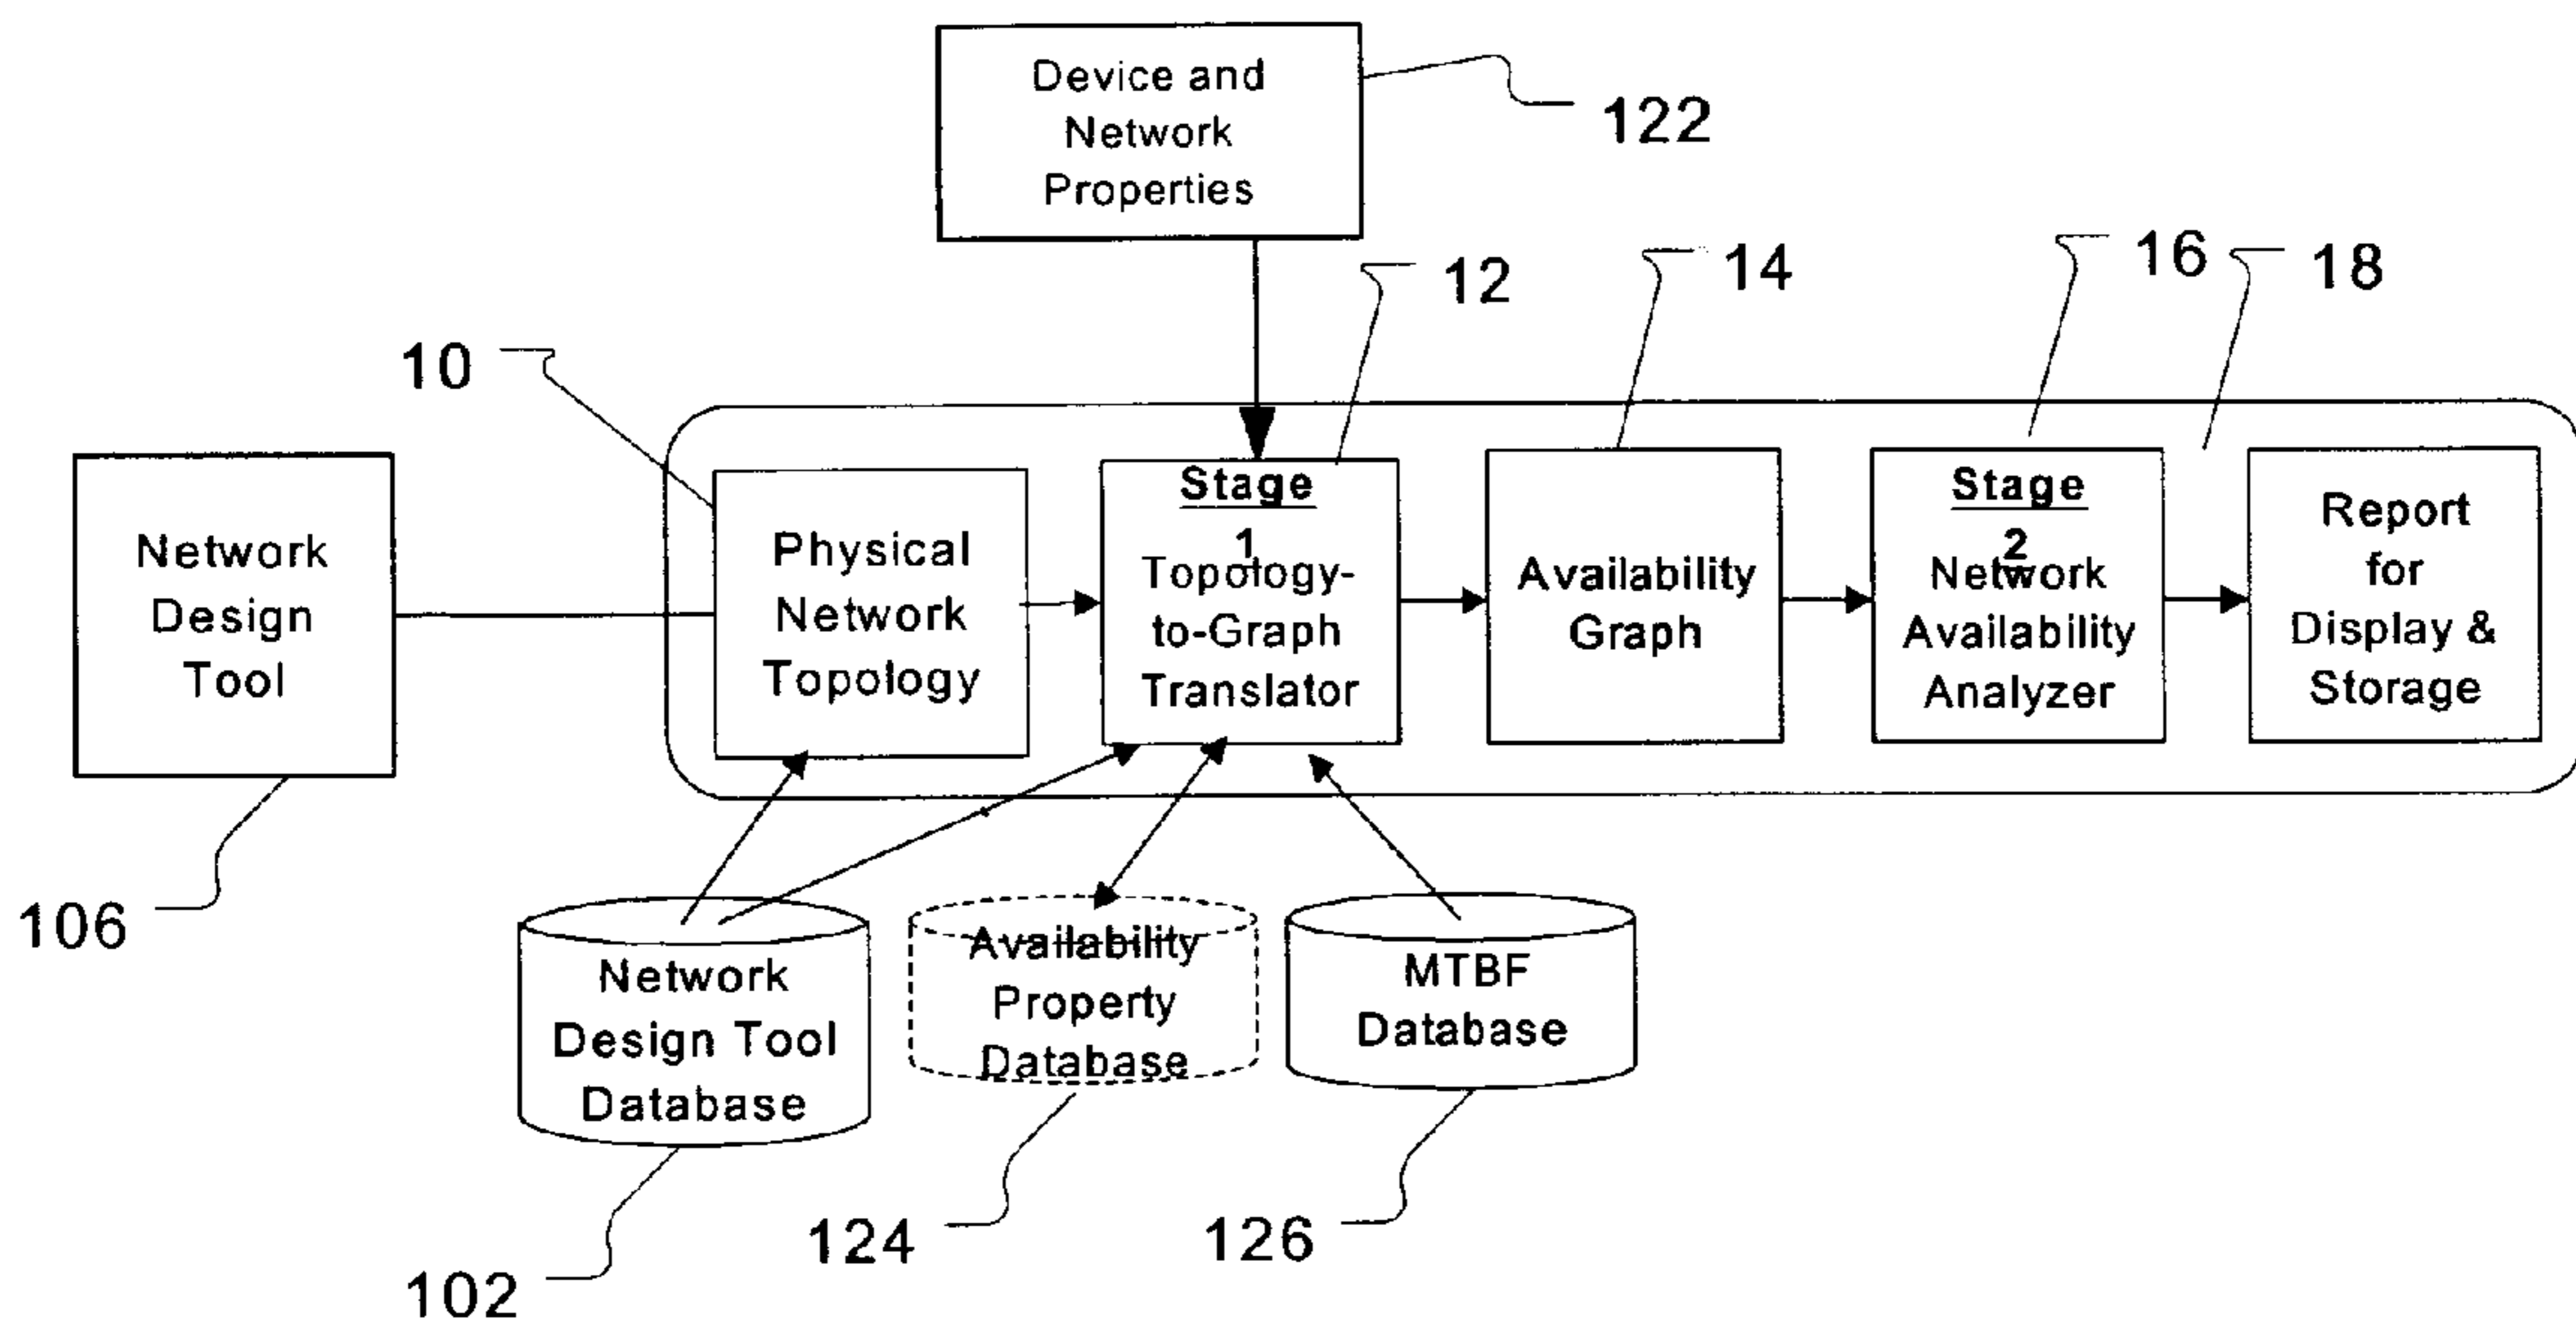 Device and
Network
Properties
122
10
12
14
16
18
Network
Design
Tool
106
Physical
Network
Topology
Stage
1
Topology-
to-Graph
Translator
Availability
Graph
Stage
2
Network
Availability
Analyzer
Report
for
Display &
Storage
Network
Design Tool
Database
102
Availability
Property
Database
124
MTBF
Database
126